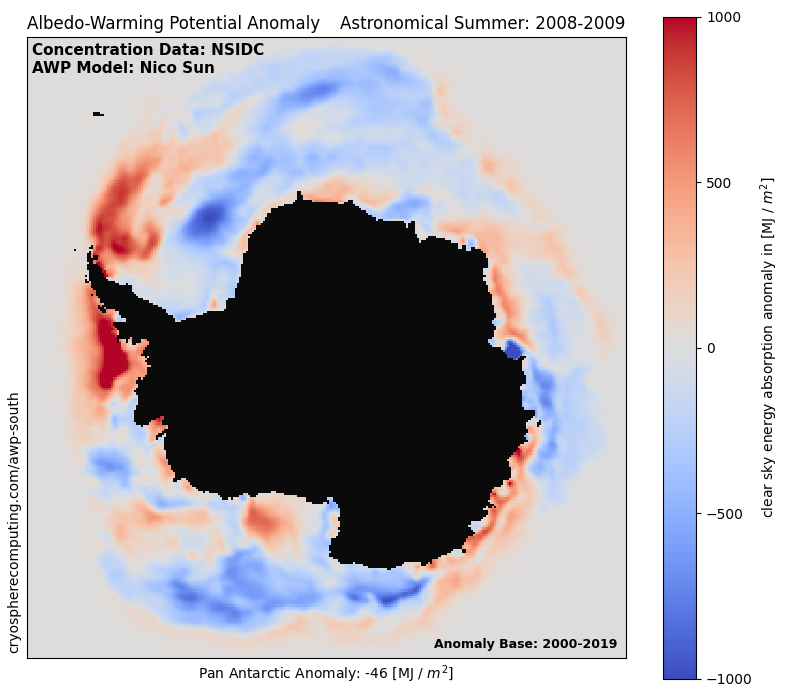 Albedo-Warming Potential Anomaly Astronomical Summer: 2008-2009
Concentration Data: NSIDC
AWP Model: Nico Sun
1000
500
0
−500
−1000
clear sky energy absorption anomaly in [MJ / m²]
cryospherecomputing.com/awp-south
Anomaly Base: 2000-2019
Pan Antarctic Anomaly: -46 [MJ / m²]